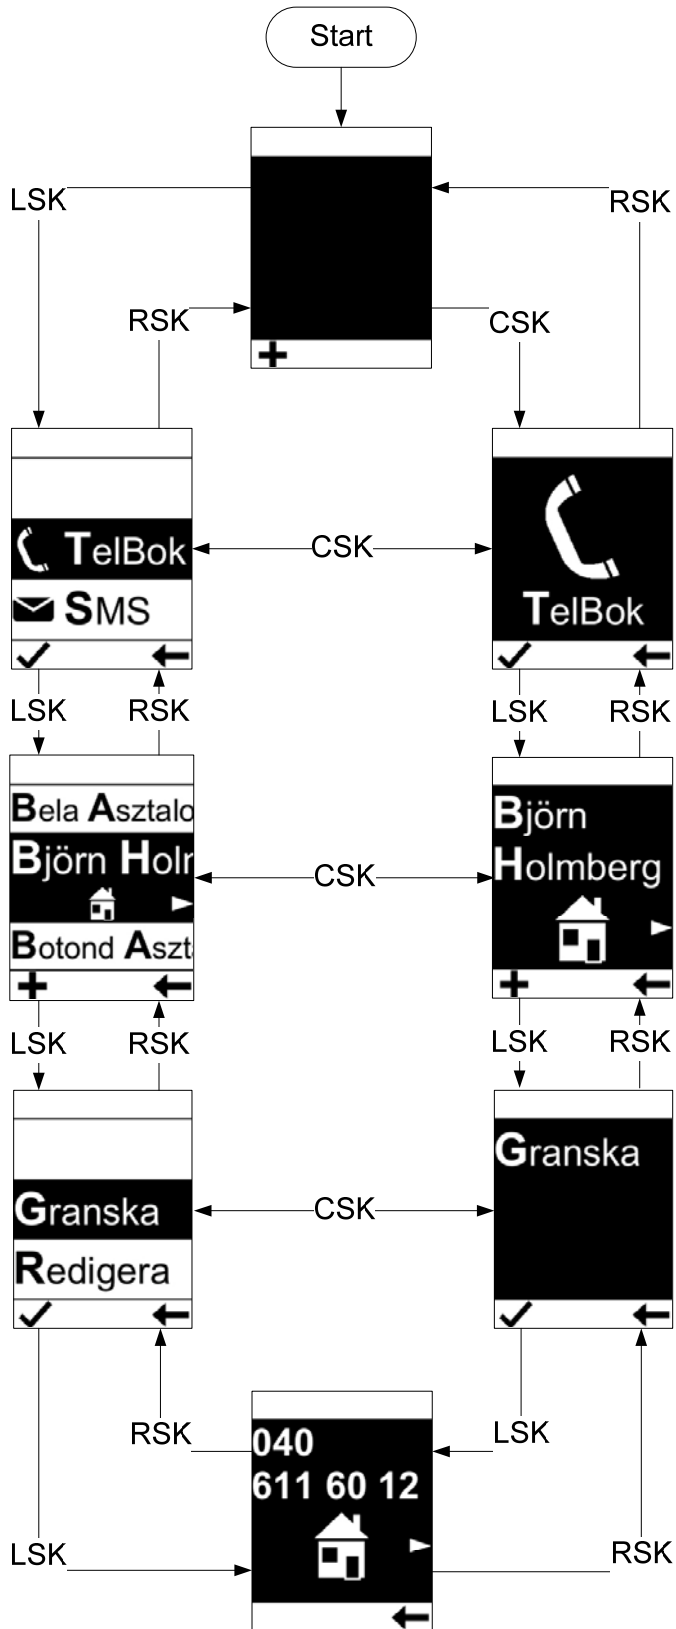 Start
LSK
RSK
RSK
CSK
TelBok
SMS
CSK
TelBok
LSK
RSK
LSK
RSK
Bela Asztalo
Björn Holm
Botond Aszt
CSK
Björn
Holmberg
LSK
RSK
LSK
RSK
Granska
Redigera
CSK
Granska
RSK
LSK
040
611 60 12
LSK
RSK